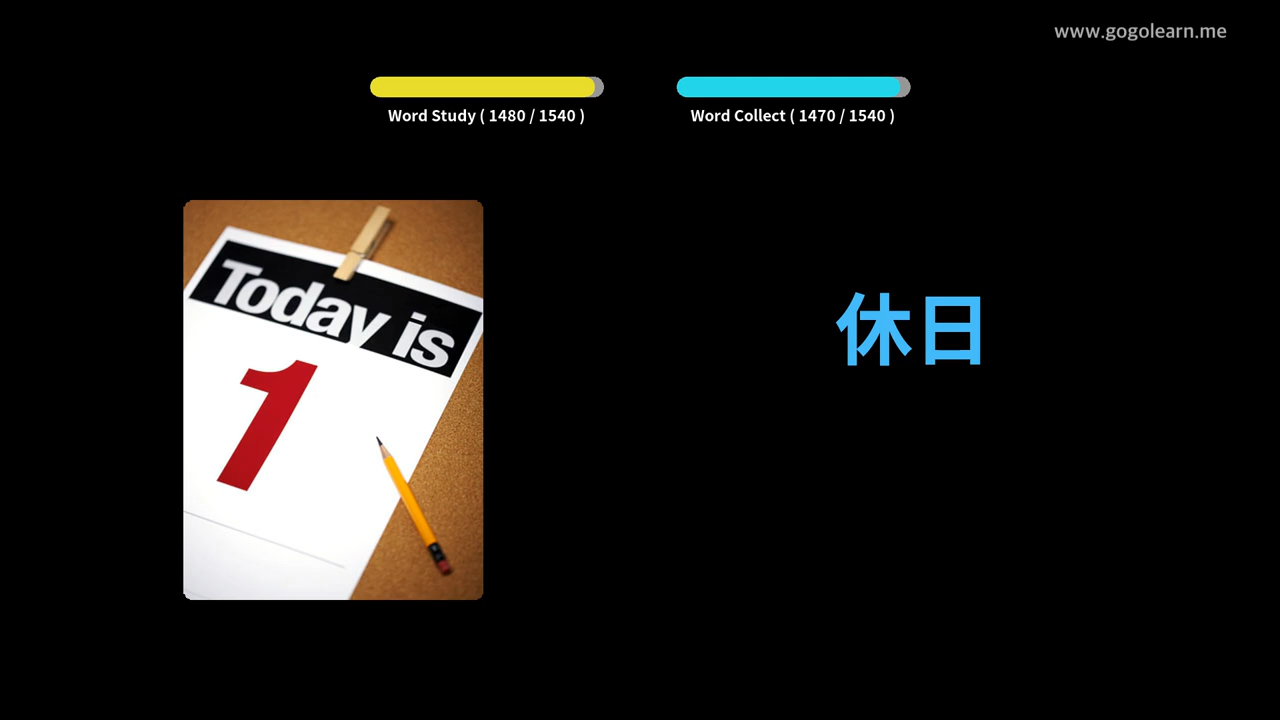 www.gogolearn.me
Word Study ( 1480 / 1540 )
Word Collect ( 1470 / 1540 )
Today is
1
休日